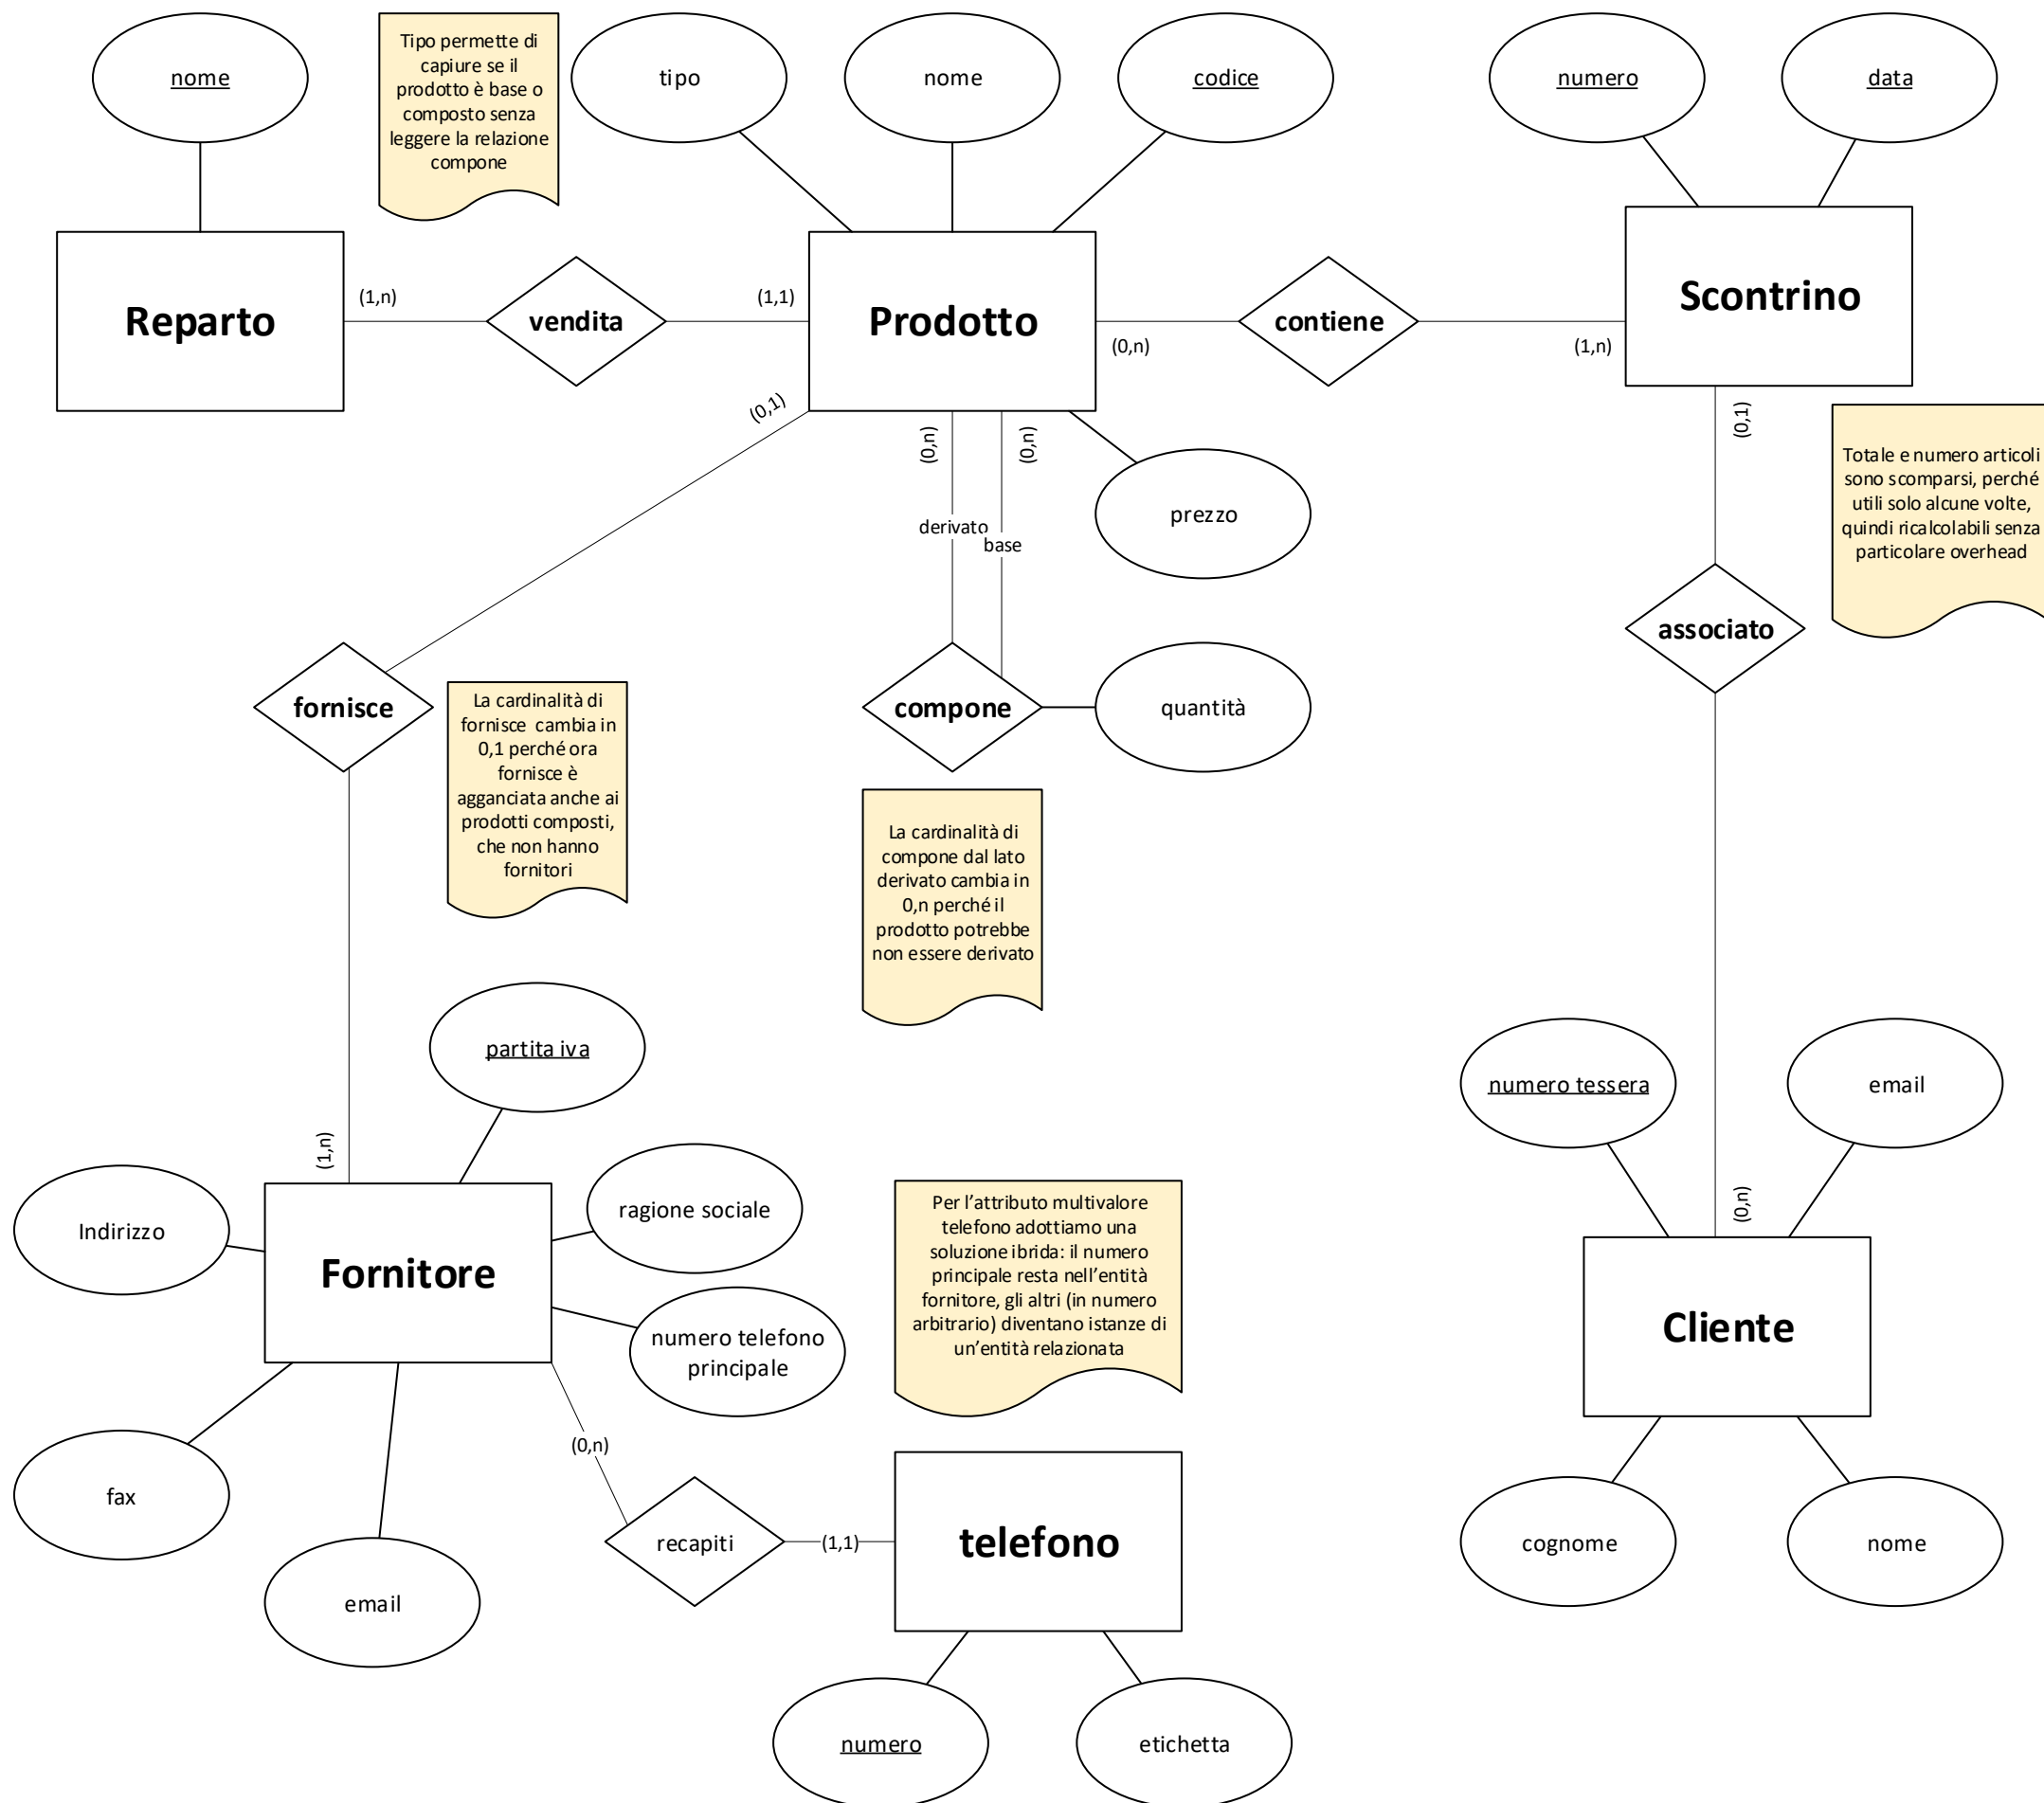 nome
Tipo permette di
capiure se il
prodotto è base o
composto senza
leggere la relazione
compone
tipo
nome
codice
numero
data
Reparto
(1,n)
vendita
(1,1)
Prodotto
(0,n)
contiene
(1,n)
Scontrino
(0,1)
(0,n)
(0,n)
(0,1)
derivato
base
prezzo
Totale e numero articoli
sono scomparsi, perché
utili solo alcune volte,
quindi ricalcolabili senza
particolare overhead
associato
fornisce
La cardinalità di
fornisce cambia in
0,1 perché ora
fornisce è
agganciata anche ai
prodotti composti,
che non hanno
fornitori
compone
quantità
La cardinalità di
compone dal lato
derivato cambia in
0,n perché il
prodotto potrebbe
non essere derivato
partita iva
(1,n)
Indirizzo
Fornitore
ragione sociale
numero telefono
principale
Per l’attributo multivalore
telefono adottiamo una
soluzione ibrida: il numero
principale resta nell’entità
fornitore, gli altri (in numero
arbitrario) diventano istanze di
un’entità relazionata
numero tessera
email
(0,n)
Cliente
cognome
nome
fax
email
(0,n)
recapiti
(1,1)
telefono
numero
etichetta